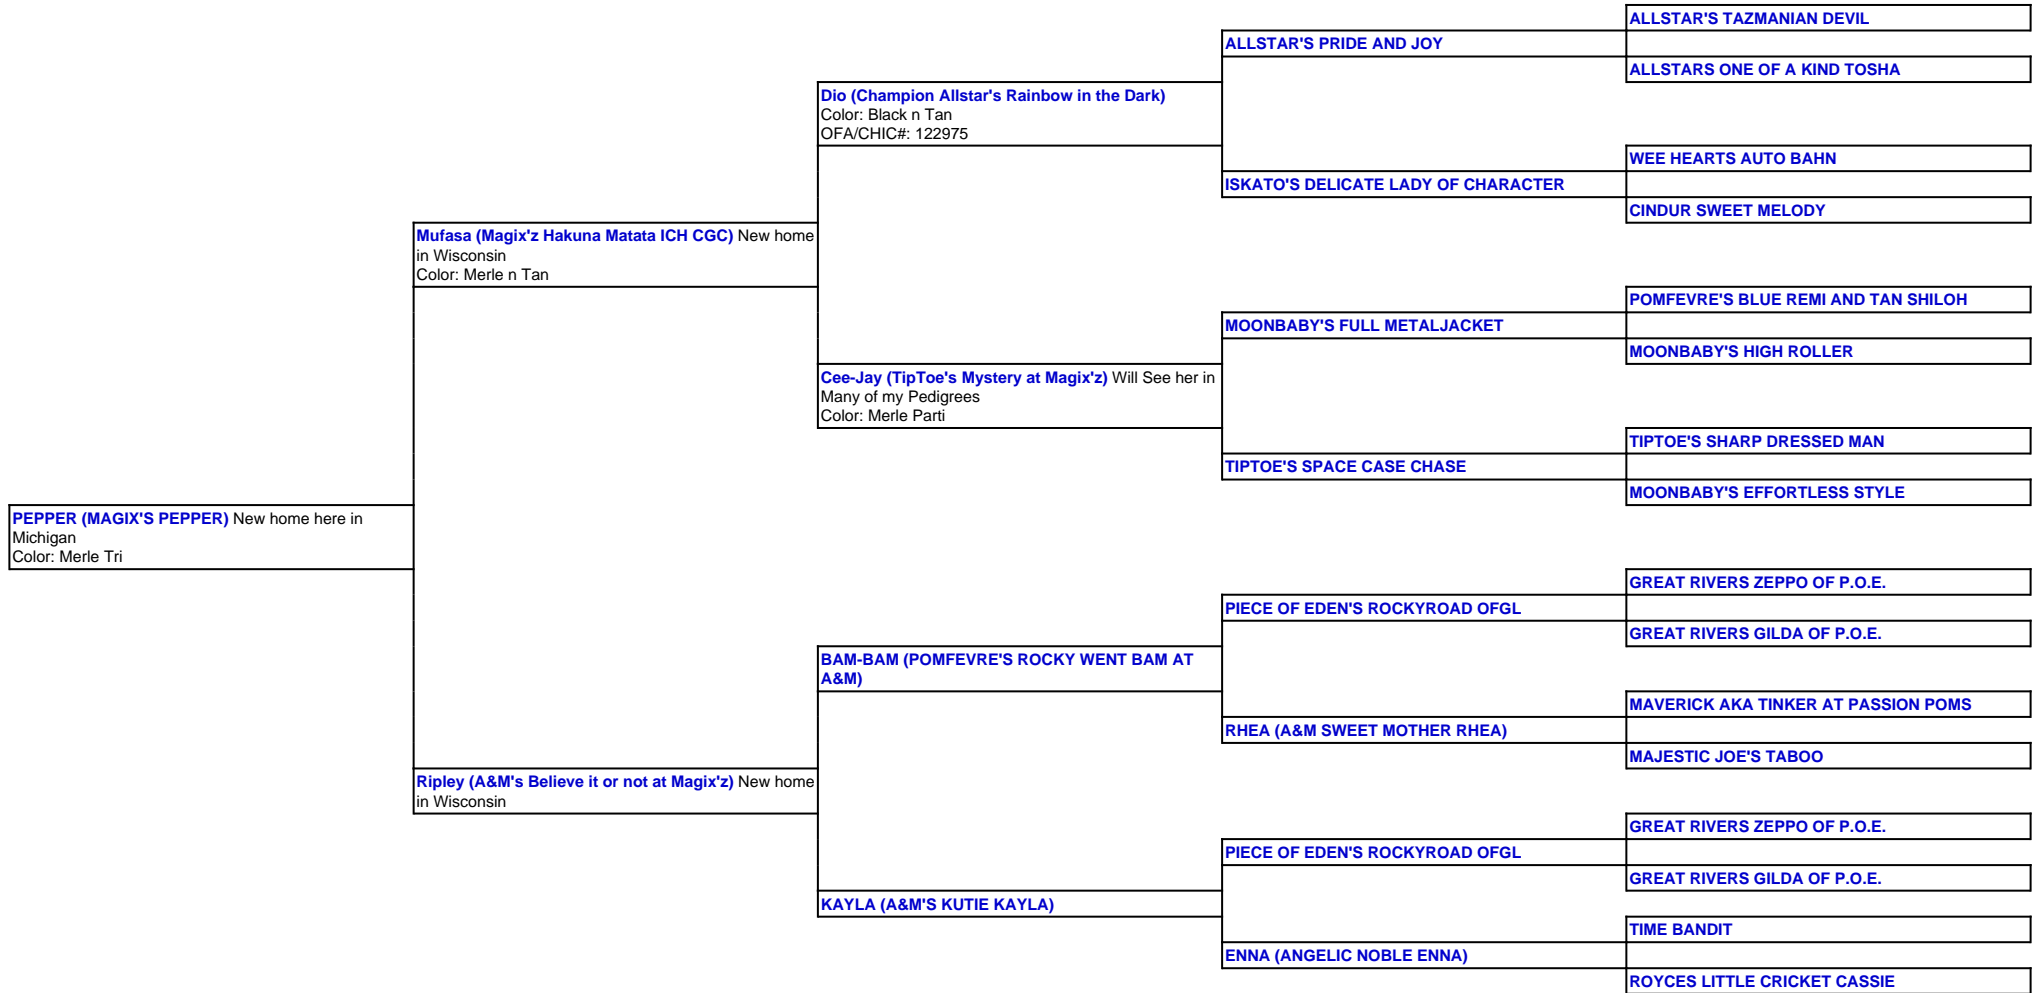 ALLSTAR'S TAZMANIAN DEVIL
ALLSTAR'S PRIDE AND JOY
ALLSTARS ONE OF A KIND TOSHA
Dio (Champion Allstar's Rainbow in the Dark)
Color: Black n Tan
OFA/CHIC#: 122975
WEE HEARTS AUTO BAHN
ISKATO'S DELICATE LADY OF CHARACTER
CINDUR SWEET MELODY
Mufasa (Magix'z Hakuna Matata ICH CGC) New home
in Wisconsin
Color: Merle n Tan
POMFEVRE'S BLUE REMI AND TAN SHILOH
MOONBABY'S FULL METALJACKET
MOONBABY'S HIGH ROLLER
Cee-Jay (TipToe's Mystery at Magix'z) Will See her in
Many of my Pedigrees
Color: Merle Parti
TIPTOE'S SHARP DRESSED MAN
TIPTOE'S SPACE CASE CHASE
MOONBABY'S EFFORTLESS STYLE
PEPPER (MAGIX'S PEPPER) New home here in
Michigan
Color: Merle Tri
GREAT RIVERS ZEPPO OF P.O.E.
PIECE OF EDEN'S ROCKYROAD OFGL
GREAT RIVERS GILDA OF P.O.E.
BAM-BAM (POMFEVRE'S ROCKY WENT BAM AT
A&M)
MAVERICK AKA TINKER AT PASSION POMS
RHEA (A&M SWEET MOTHER RHEA)
MAJESTIC JOE'S TABOO
Ripley (A&M's Believe it or not at Magix'z) New home
in Wisconsin
GREAT RIVERS ZEPPO OF P.O.E.
PIECE OF EDEN'S ROCKYROAD OFGL
GREAT RIVERS GILDA OF P.O.E.
KAYLA (A&M'S KUTIE KAYLA)
TIME BANDIT
ENNA (ANGELIC NOBLE ENNA)
ROYCES LITTLE CRICKET CASSIE